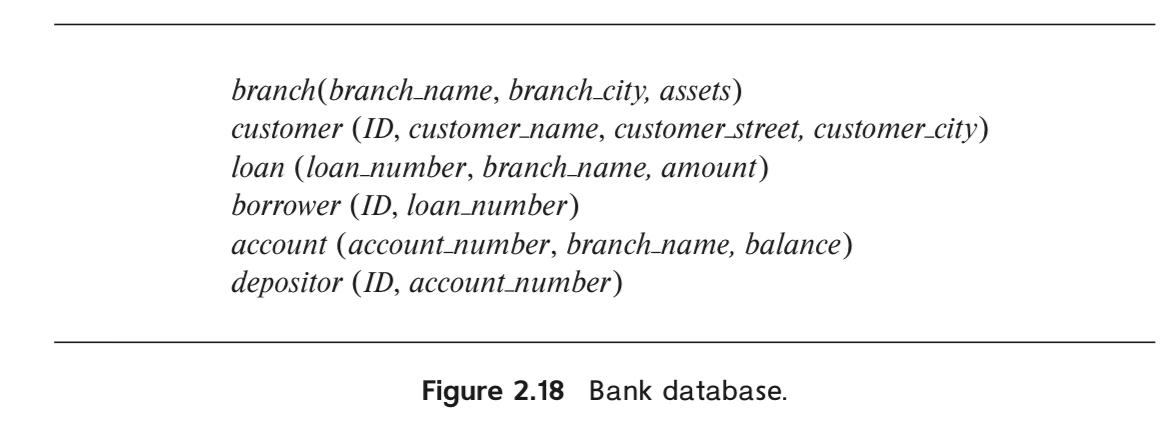 branch(branch_name, branch_city, assets)
customer (ID, customer_name, customer_street, customer_city)
loan (loan_number, branch_name, amount)
borrower (ID, loan_number)
account (account_number, branch_name, balance)
depositor (ID, account_number)
Figure 2.18 Bank database.